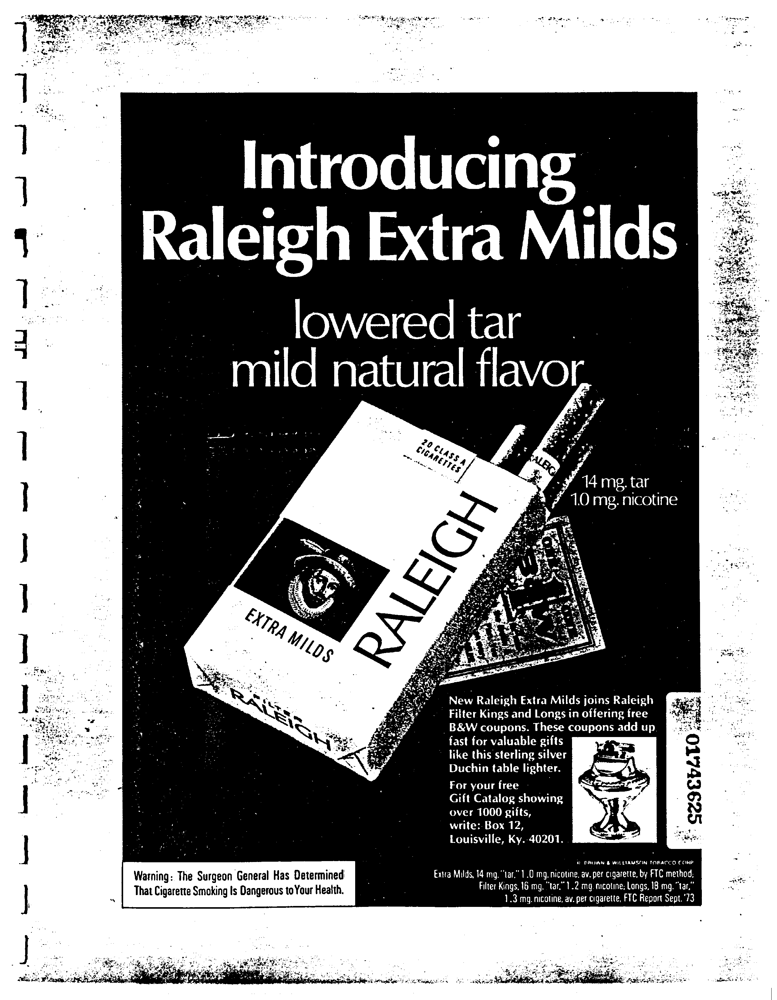 Introducing
Raleigh Extra Milds
lowered tar
mild natural flavor
20 CLASS A
CIGARETTES
14 mg. tar
1.0 mg. nicotine
RALEIGH
EXTRA MILDS
FILTER
RALEIGH
New Raleigh Extra Milds joins Raleigh
Filter Kings and Longs in offering free
B&W coupons. These coupons add up
fast for valuable gifts
like this sterling silver
Duchin table lighter.
For your free
Gift Catalog showing
over 1000 gifts,
write: Box 12,
Louisville, Ky. 40201.
01743625
BROWN & WILLIAMSON TOBACCO CORP.
Warning: The Surgeon General Has Determined
That Cigarette Smoking Is Dangerous to Your Health.
Extra Milds, 14 mg. "tar," 1.0 mg. nicotine, av. per cigarette, by FTC method.
Filter Kings, 16 mg. "tar," 1.2 mg. nicotine; Longs, 18 mg. "tar,"
1.3 mg. nicotine, av. per cigarette, FTC Report Sept. '73